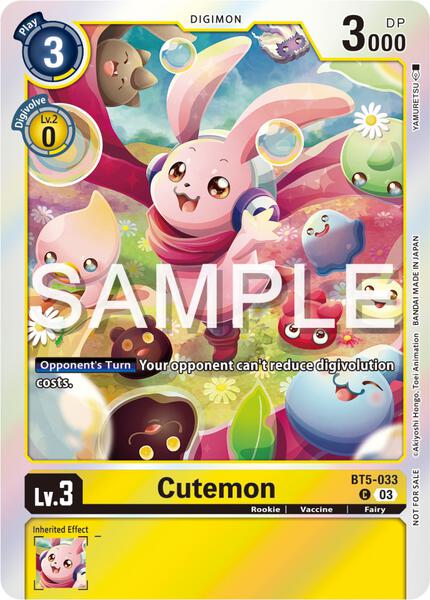 Play
3
DIGIMON
DP
3000
Digivolve
Lv.2
0
YAMURETSU
SAMPLE
Opponent's Turn Your opponent can't reduce digivolution
costs.
©Akiyoshi Hongo, Toei Animation BANDAI MADE IN JAPAN
NOT FOR SALE
Lv.3
Cutemon
BT5-033
C 03
Rookie | Vaccine | Fairy
Inherited Effect